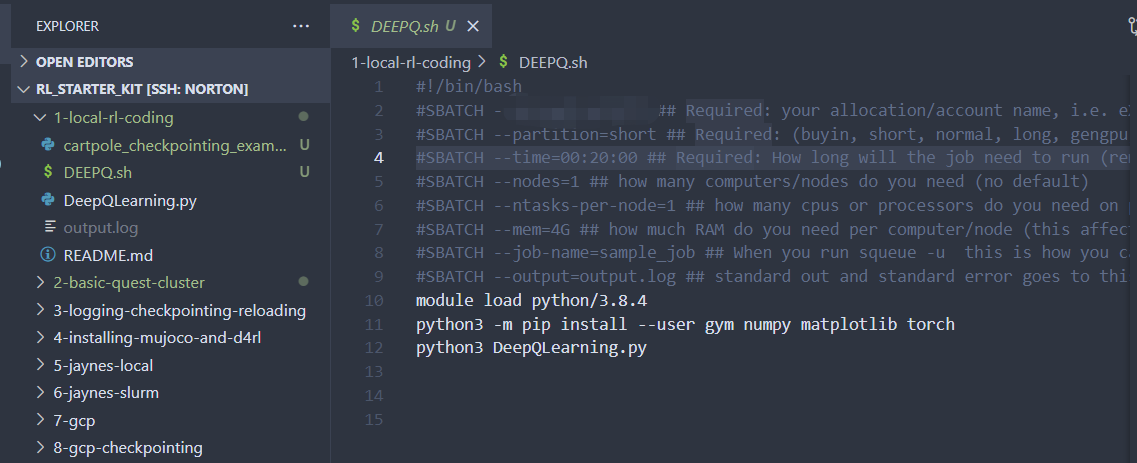 EXPLORER
···
$ DEEPQ.sh U ×
OPEN EDITORS
RL_STARTER_KIT [SSH: NORTON]
1-local-rl-coding
cartpole_checkpointing_exam... U
$ DEEPQ.sh U
DeepQLearning.py
output.log
README.md
2-basic-quest-cluster
3-logging-checkpointing-reloading
4-installing-mujoco-and-d4rl
5-jaynes-local
6-jaynes-slurm
7-gcp
8-gcp-checkpointing
1-local-rl-coding > $ DEEPQ.sh
1 #!/bin/bash
2 #SBATCH - ## Required: your allocation/account name, i.e.
3 #SBATCH --partition=short ## Required: (buyin, short, normal, long, gengpu
4 #SBATCH --time=00:20:00 ## Required: How long will the job need to run
5 #SBATCH --nodes=1 ## how many computers/nodes do you need (no default)
6 #SBATCH --ntasks-per-node=1 ## how many cpus or processors do you need on
7 #SBATCH --mem=4G ## how much RAM do you need per computer/node (this affec
8 #SBATCH --job-name=sample_job ## When you run squeue -u this is how you
9 #SBATCH --output=output.log ## standard out and standard error goes to thi
10 module load python/3.8.4
11 python3 -m pip install --user gym numpy matplotlib torch
12 python3 DeepQLearning.py
13
14
15